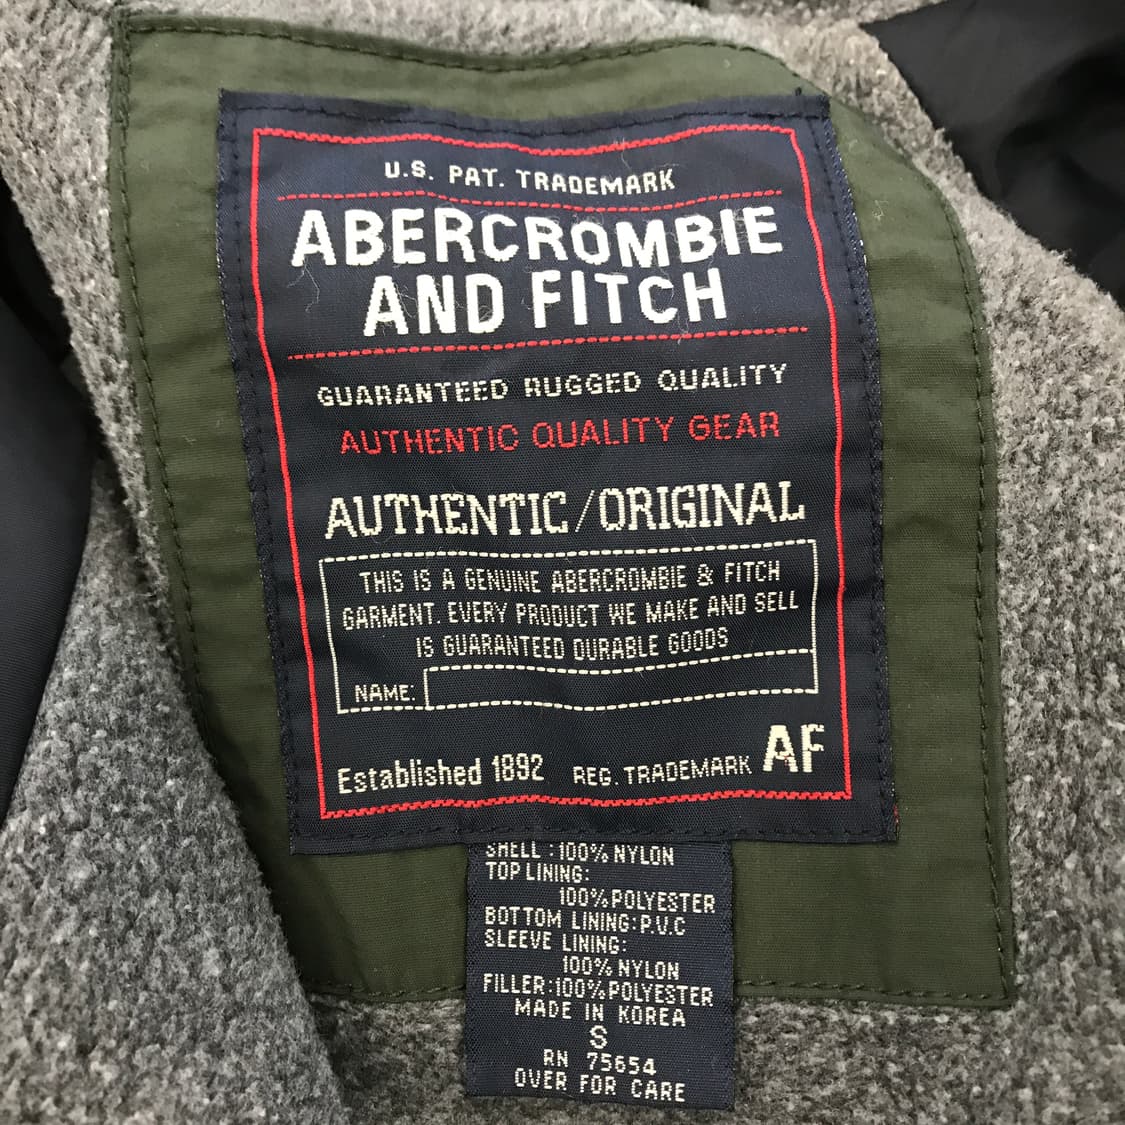 U.S. PAT. TRADEMARK
ABERCROMBIE
AND FITCH
GUARANTEED RUGGED QUALITY
AUTHENTIC QUALITY GEAR
AUTHENTIC/ORIGINAL
THIS IS A GENUINE ABERCROMBIE & FITCH
GARMENT. EVERY PRODUCT WE MAKE AND SELL
IS GUARANTEED DURABLE GOODS
NAME:
Established 1892 REG. TRADEMARK AF
SHELL:100% NYLON
TOP LINING:
100%POLYESTER
BOTTOM LINING:P.V.C
SLEEVE LINING:
100% NYLON
FILLER:100%POLYESTER
MADE IN KOREA
S
RN 75654
OVER FOR CARE